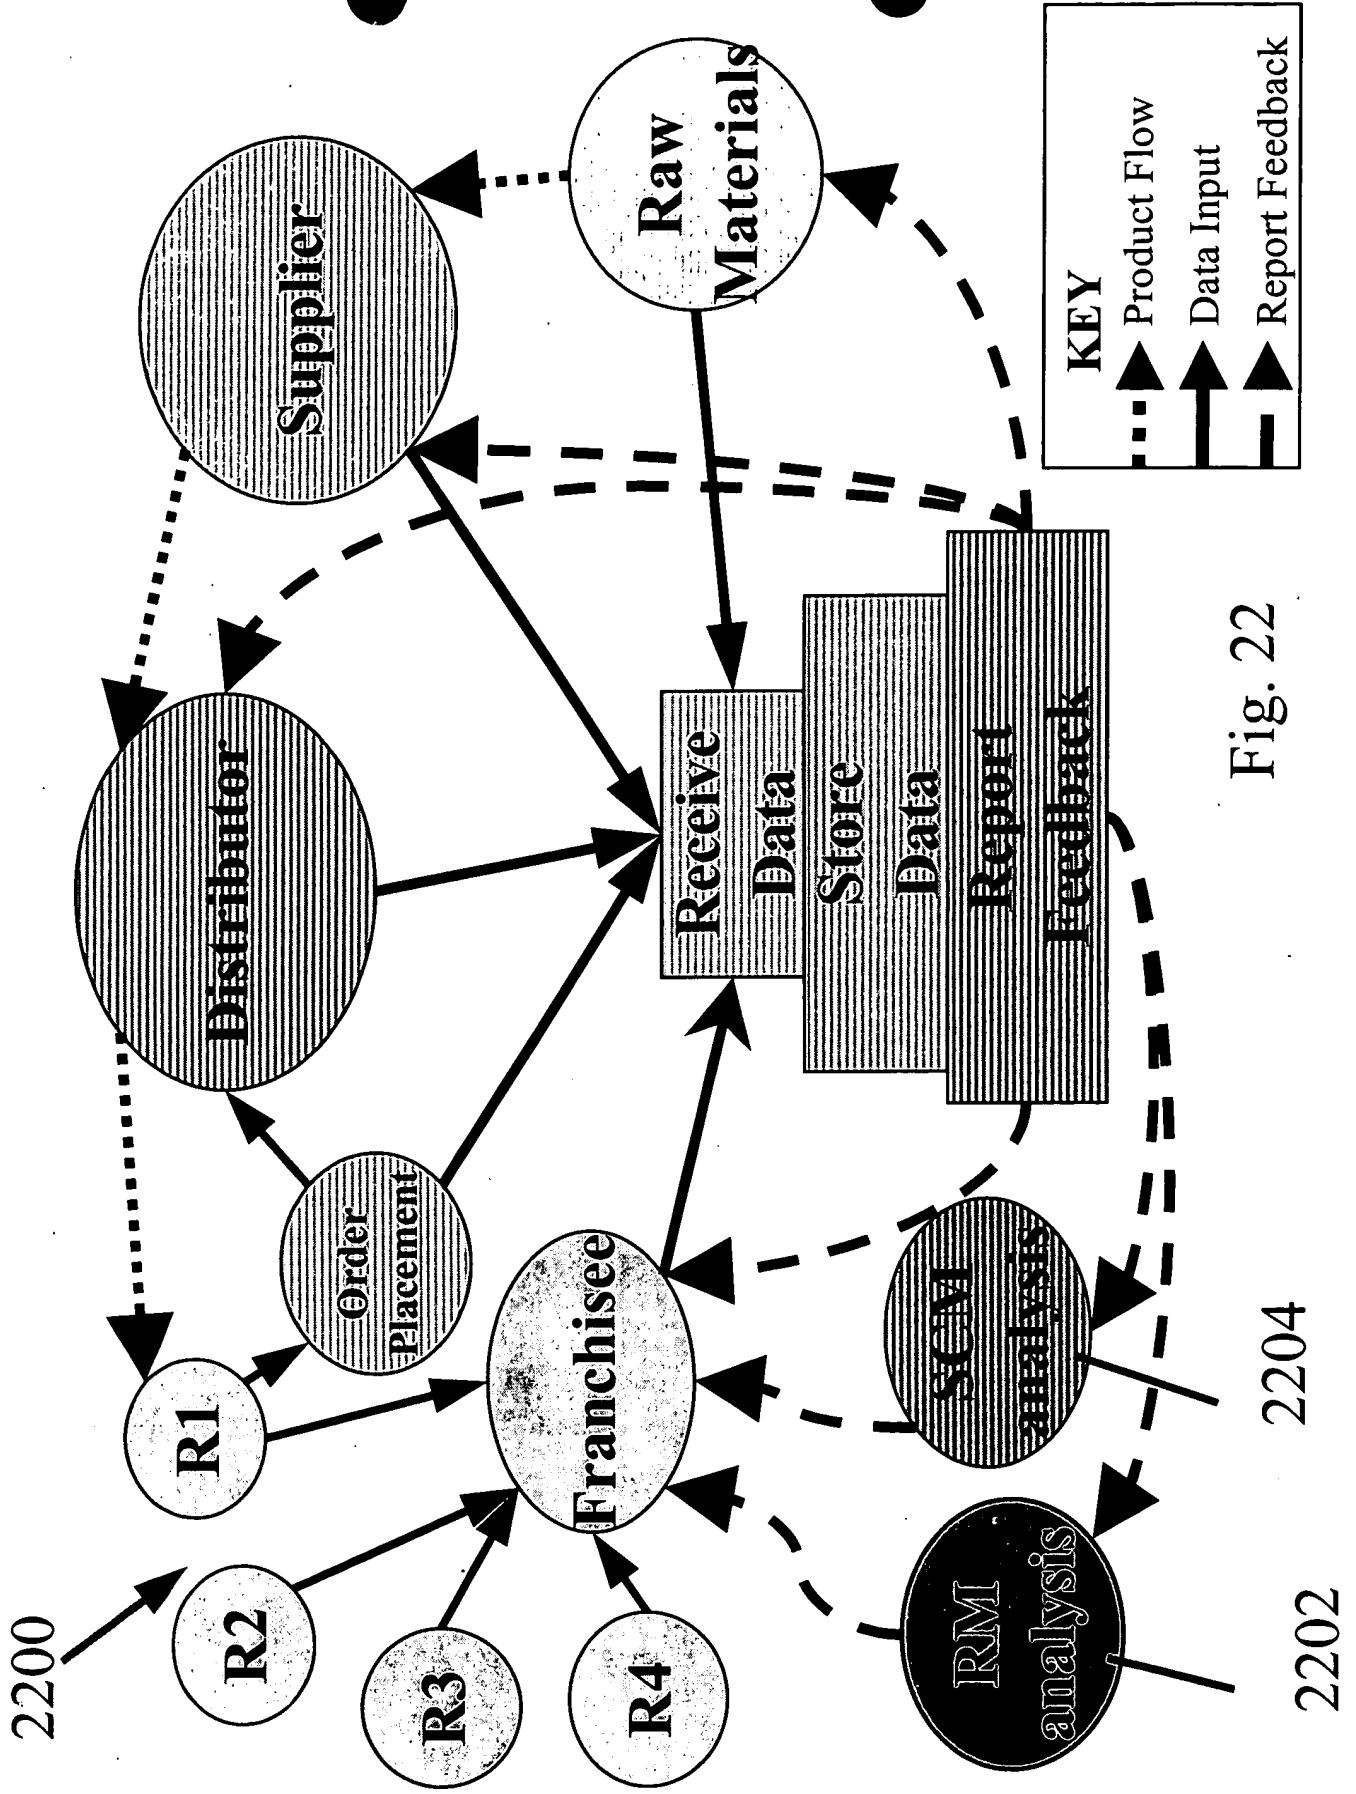 2200
R1
R2
R3
R4
Order
Placement
Distributor
Supplier
Franchisee
Raw
Materials
Receive
Data
Store
Data
Report
Feedback
RM
analysis
SCM
analysis
2202
2204
Fig. 22
KEY
Product Flow
Data Input
Report Feedback